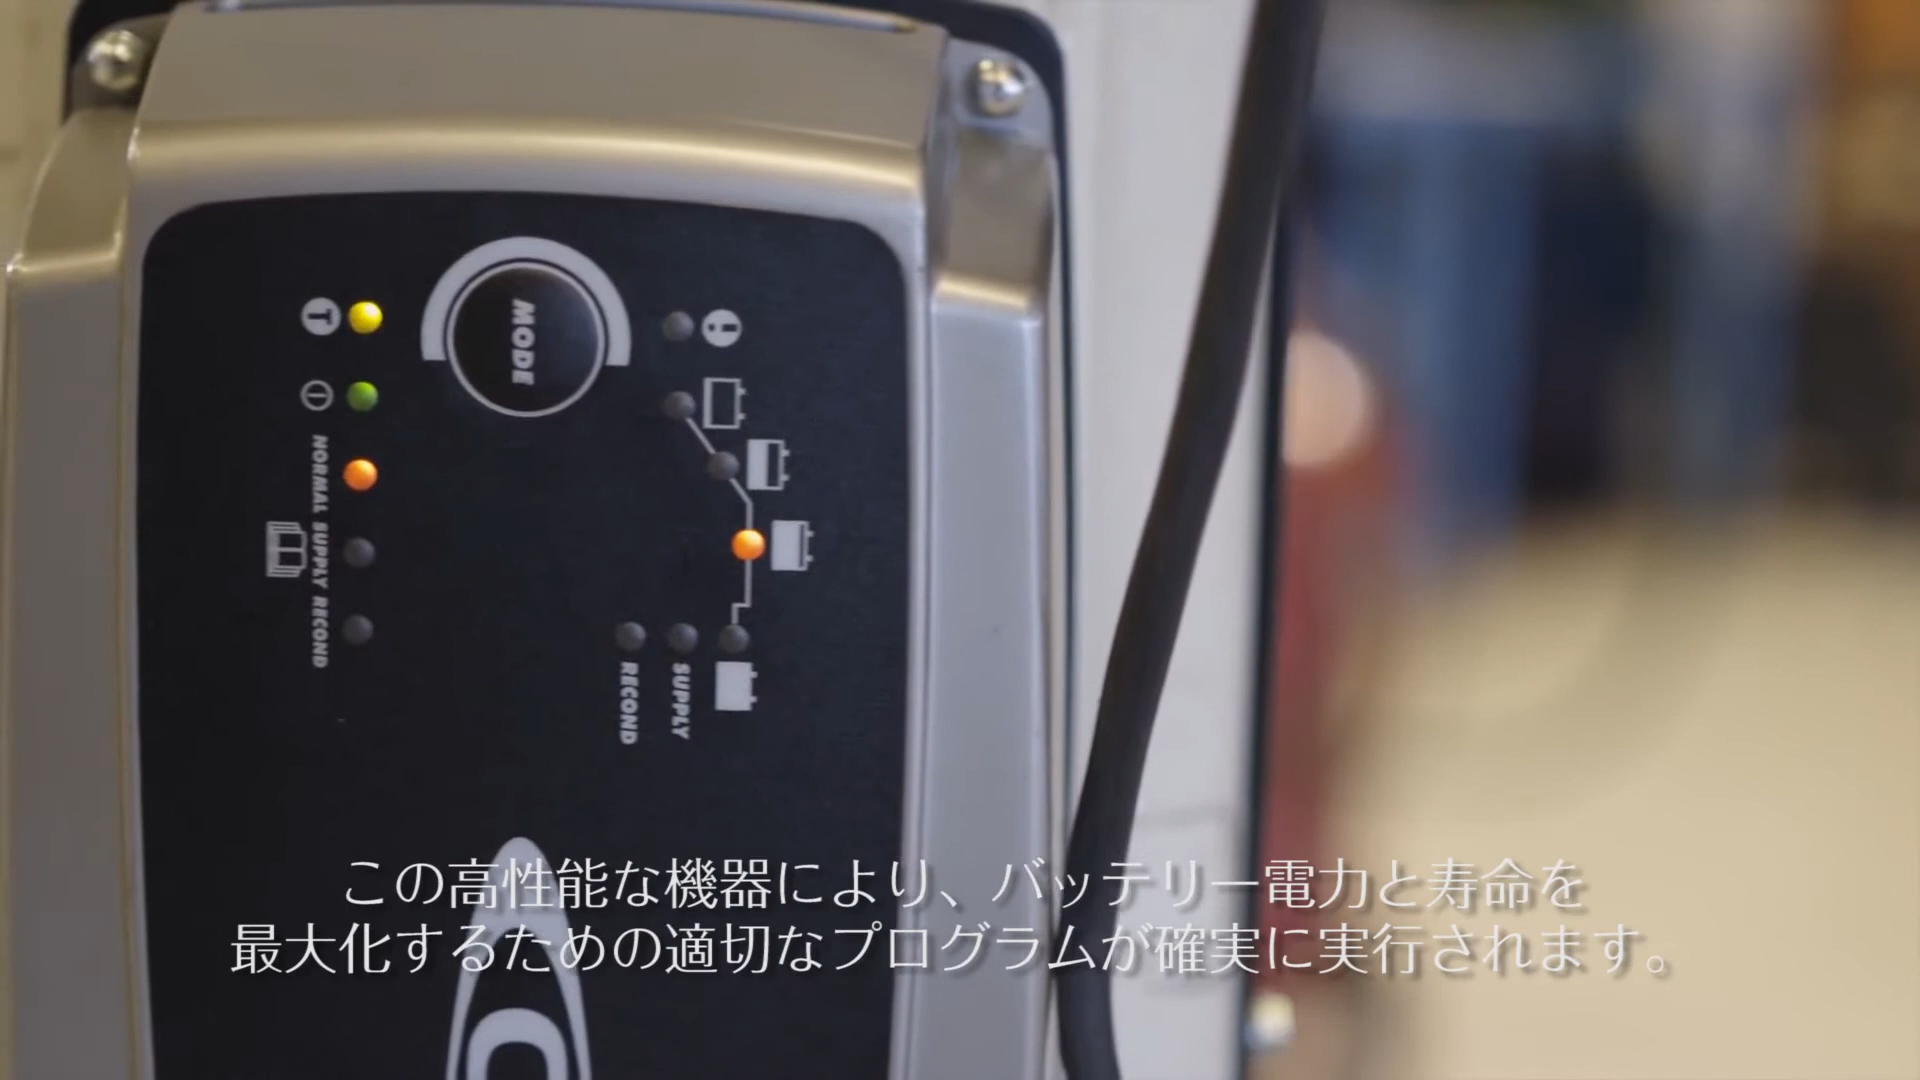 MODE
NORMAL SUPPLY RECOND
SUPPLY
RECOND
この高性能な機器により、バッテリー電力と寿命を
最大化するための適切なプログラムが確実に実行されます。